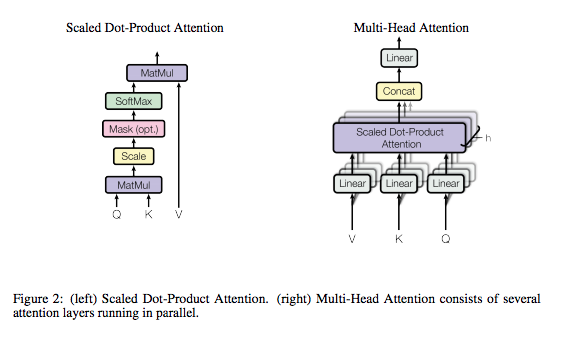 Scaled Dot-Product Attention
MatMul
SoftMax
Mask (opt.)
Scale
MatMul
Q K V
Multi-Head Attention
Linear
Concat
Scaled Dot-Product
Attention
h
Linear Linear Linear
V K Q
Figure 2: (left) Scaled Dot-Product Attention. (right) Multi-Head Attention consists of several
attention layers running in parallel.